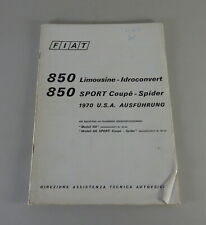 FIAT
850 Limousine - Idroconvert
850 SPORT Coupé - Spider
1970 U.S.A. AUSFÜHRUNG
"Modell 850"
"Modell 850 SPORT Coupé - Spider"
DIREZIONE ASSISTENZA TECNICA AUTOVEICOLI